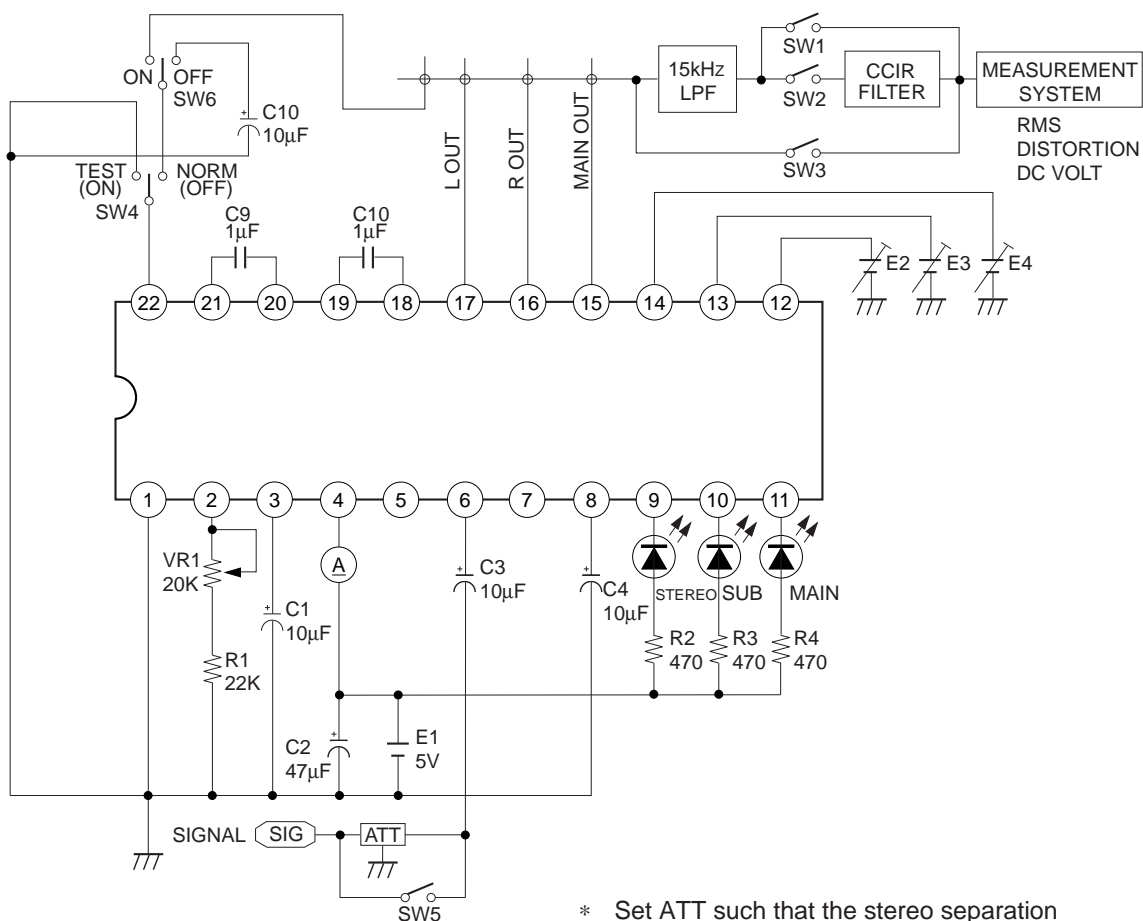 ON OFF
SW6
C10
10µF
TEST
(ON)
NORM
(OFF)
SW4
C9
1µF
C10
1µF
L OUT
R OUT
MAIN OUT
15kHz
LPF
SW1
SW2
SW3
CCIR
FILTER
MEASUREMENT
SYSTEM
RMS
DISTORTION
DC VOLT
E2
E3
E4
22 21 20 19 18 17 16 15 14 13 12
1 2 3 4 5 6 7 8 9 10 11
VR1
20K
R1
22K
C1
10µF
A
C2
47µF
E1
5V
C3
10µF
C4
10µF
STEREO SUB MAIN
R2
470
R3
470
R4
470
SIGNAL SIG ATT
SW5
* Set ATT such that the stereo separation